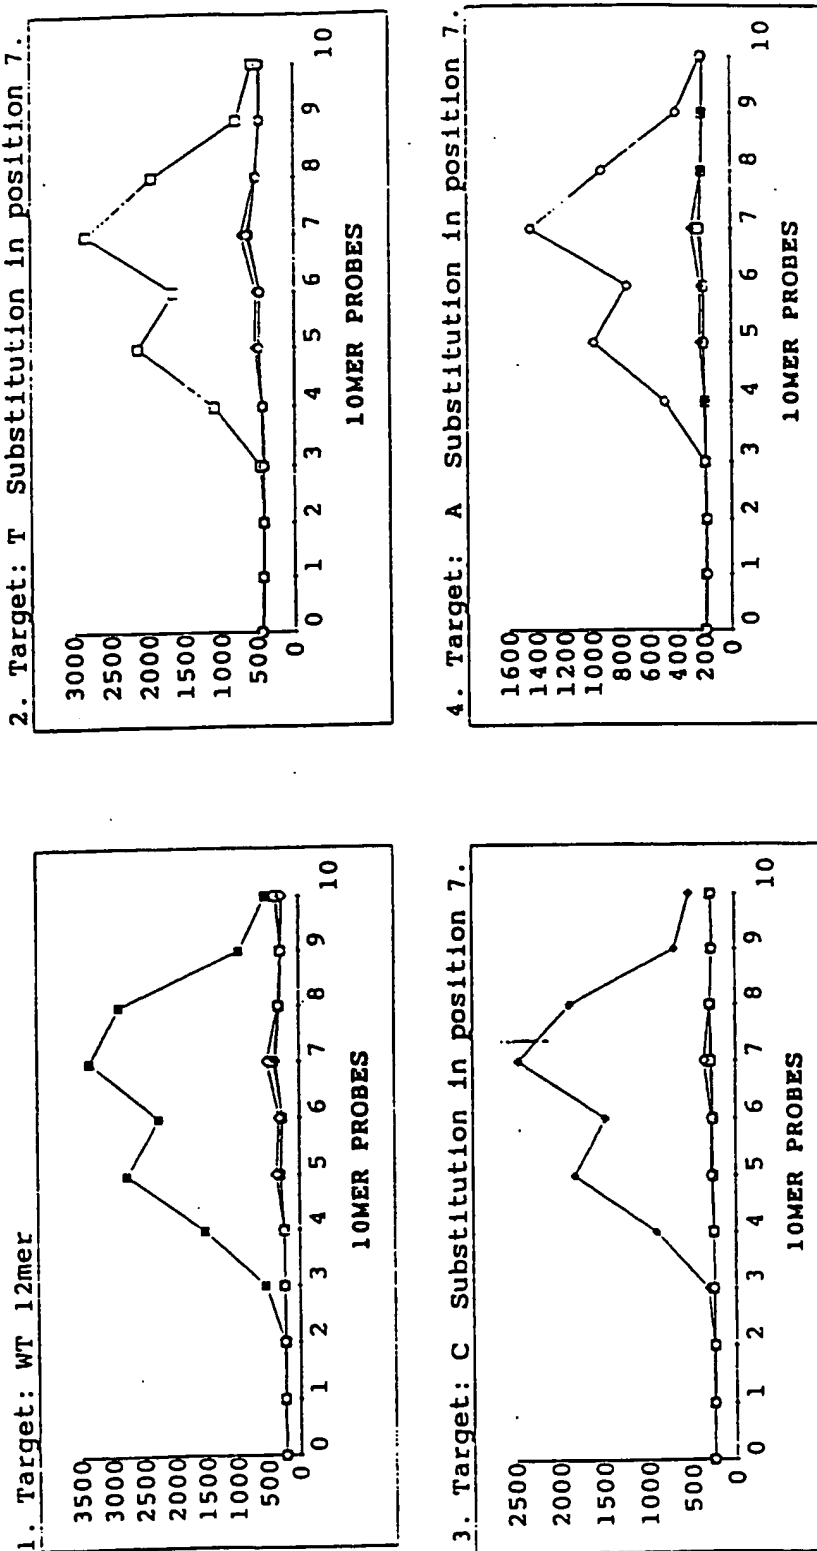 1. Target: WT 12mer
3500
3000
2500
2000
1500
1000
500
0
0 1 2 3 4 5 6 7 8 9 10
10MER PROBES
2. Target: T Substitution in position 7.
3000
2500
2000
1500
1000
500
0
0 1 2 3 4 5 6 7 8 9 10
10MER PROBES
3. Target: C Substitution in position 7.
2500
2000
1500
1000
500
0
0 1 2 3 4 5 6 7 8 9 10
10MER PROBES
4. Target: A Substitution in position 7.
1600
1400
1200
1000
800
600
400
200
0
0 1 2 3 4 5 6 7 8 9 10
10MER PROBES